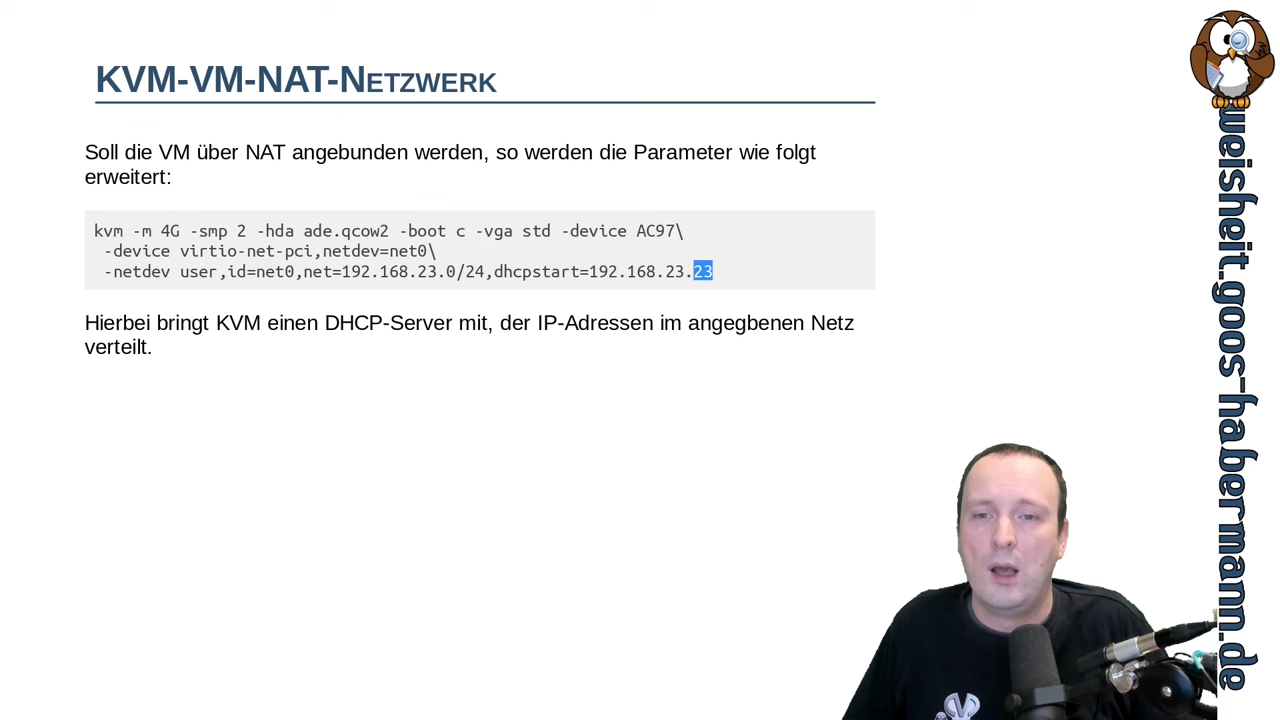 KVM-VM-NAT-Netzwerk
Soll die VM über NAT angebunden werden, so werden die Parameter wie folgt
erweitert:
kvm -m 4G -smp 2 -hda ade.qcow2 -boot c -vga std -device AC97\
-device virtio-net-pci,netdev=net0\
-netdev user,id=net0,net=192.168.23.0/24,dhcpstart=192.168.23.23
Hierbei bringt KVM einen DHCP-Server mit, der IP-Adressen im angegbenen Netz
verteilt.
weisheit.goos-habermann.de